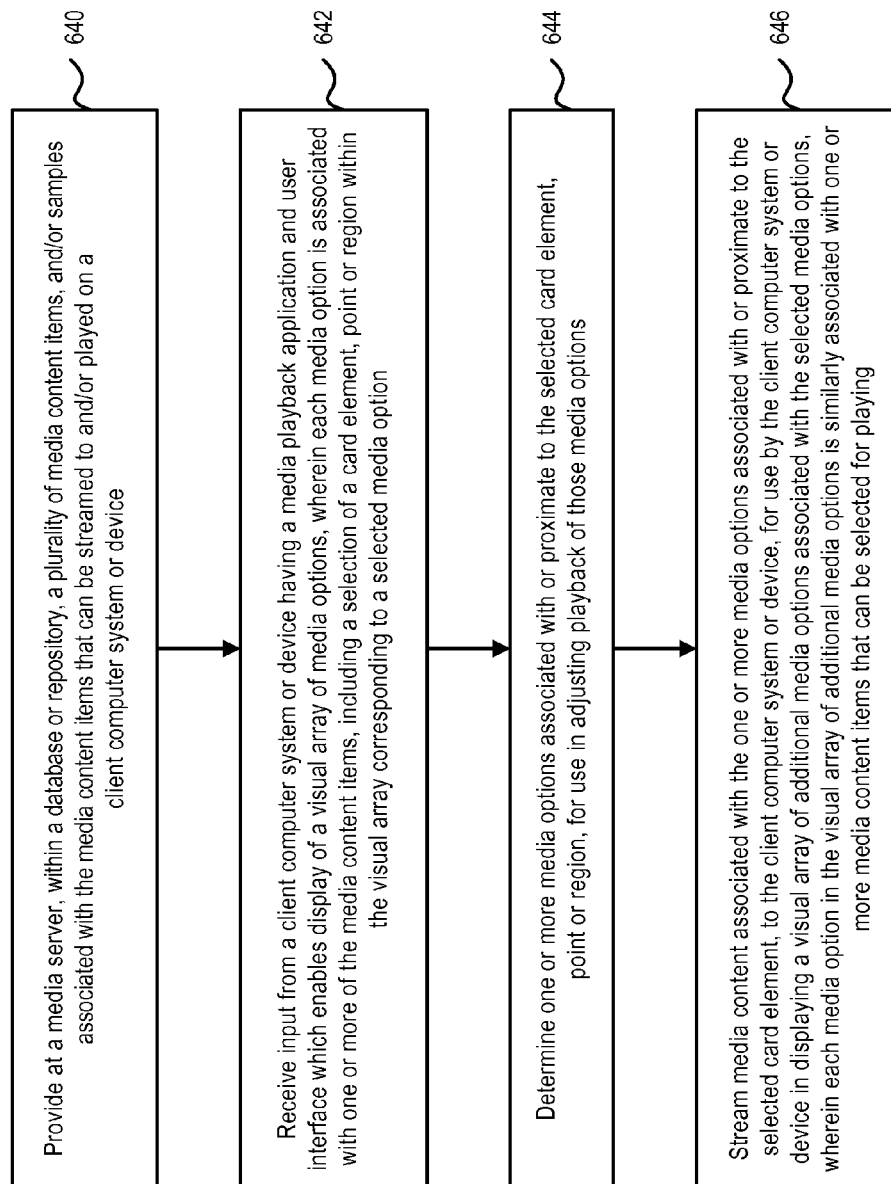 Provide at a media server, within a database or repository, a plurality of media content items, and/or samples
associated with the media content items that can be streamed to and/or played on a
client computer system or device
640
Receive input from a client computer system or device having a media playback application and user
interface which enables display of a visual array of media options, wherein each media option is associated
with one or more of the media content items, including a selection of a card element, point or region within
the visual array corresponding to a selected media option
642
Determine one or more media options associated with or proximate to the selected card element,
point or region, for use in adjusting playback of those media options
644
Stream media content associated with the one or more media options associated with or proximate to the
selected card element, to the client computer system or device, for use by the client computer system or
device in displaying a visual array of additional media options associated with the selected media options,
wherein each media option in the visual array of additional media options is similarly associated with one or
more media content items that can be selected for playing
646